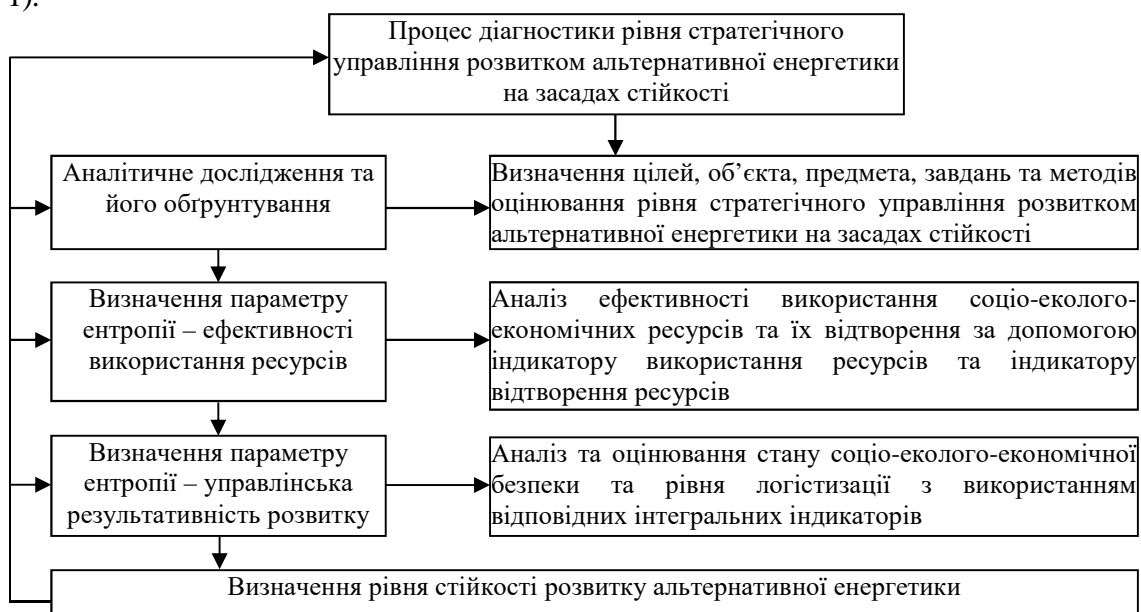 1).
Процес діагностики рівня стратегічного
управління розвитком альтернативної енергетики
на засадах стійкості
Аналітичне дослідження та
його обґрунтування
Визначення цілей, об’єкта, предмета, завдань та методів
оцінювання рівня стратегічного управління розвитком
альтернативної енергетики на засадах стійкості
Визначення параметру
ентропії – ефективності
використання ресурсів
Аналіз ефективності використання соціо-еколого-
економічних ресурсів та їх відтворення за допомогою
індикатору використання ресурсів та індикатору
відтворення ресурсів
Визначення параметру
ентропії – управлінська
результативність розвитку
Аналіз та оцінювання стану соціо-еколого-економічної
безпеки та рівня логістизації з використанням
відповідних інтегральних індикаторів
Визначення рівня стійкості розвитку альтернативної енергетики